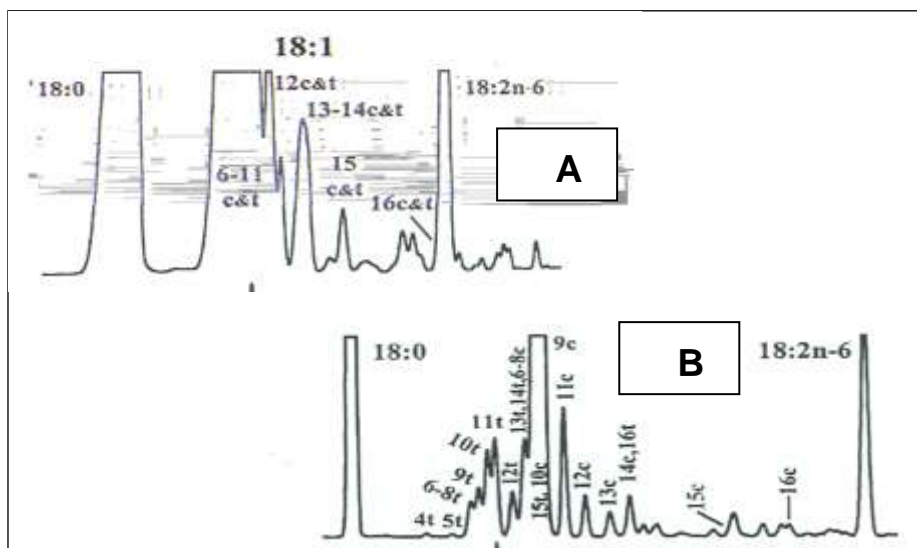 18:1
18:0
12c&t
18:2n-6
13-14c&t
A
6-11
c&t
15
c&t
16c&t
18:0
4t 5t
6-8t
9t
10t
11t
12t
13t,14t,6-8c
15t, 10c
9c
11c
12c
13c
14c,16t
15c
16c
B
18:2n-6